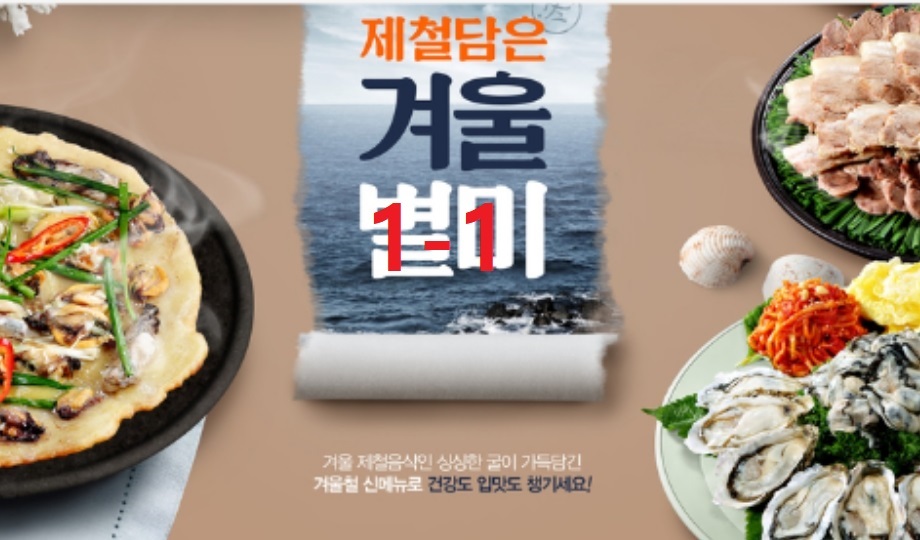 제철담은
겨울
별미
1-1
겨울 제철음식인 싱싱한 굴이 가득담긴
겨울철 신메뉴로 건강도 입맛도 챙기세요!